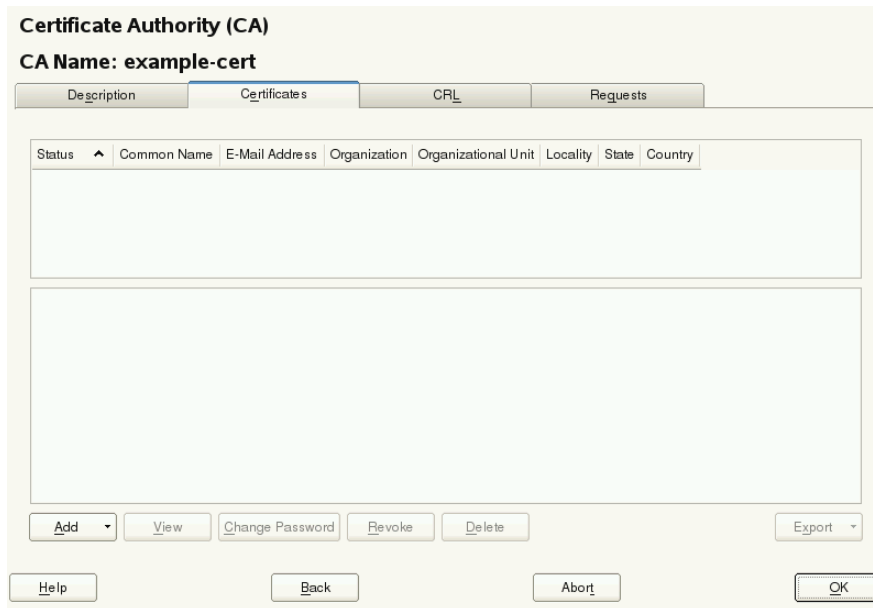 Certificate Authority (CA)
CA Name: example-cert
Description Certificates CRL Requests
Status Common Name E-Mail Address Organization Organizational Unit Locality State Country
Add View Change Password Revoke Delete Export
Help Back Abort OK